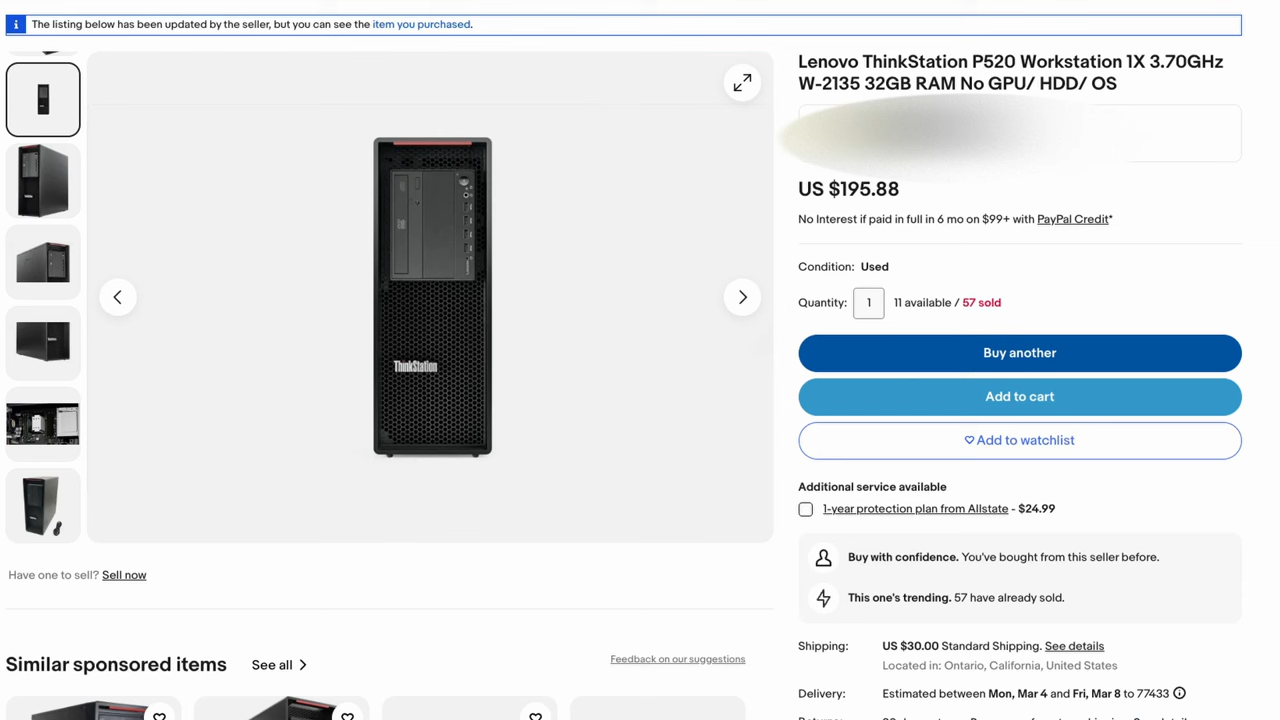 The listing below has been updated by the seller, but you can see the item you purchased.
Lenovo ThinkStation P520 Workstation 1X 3.70GHz
W-2135 32GB RAM No GPU/ HDD/ OS
US $195.88
No Interest if paid in full in 6 mo on $99+ with PayPal Credit*
Condition: Used
Quantity: 1 11 available / 57 sold
ThinkStation
Buy another
Add to cart
Add to watchlist
Additional service available
1-year protection plan from Allstate - $24.99
Buy with confidence. You've bought from this seller before.
This one's trending. 57 have already sold.
Have one to sell? Sell now
Shipping: US $30.00 Standard Shipping. See details
Located in: Ontario, California, United States
Delivery: Estimated between Mon, Mar 4 and Fri, Mar 8 to 77433
Similar sponsored items See all
Feedback on our suggestions